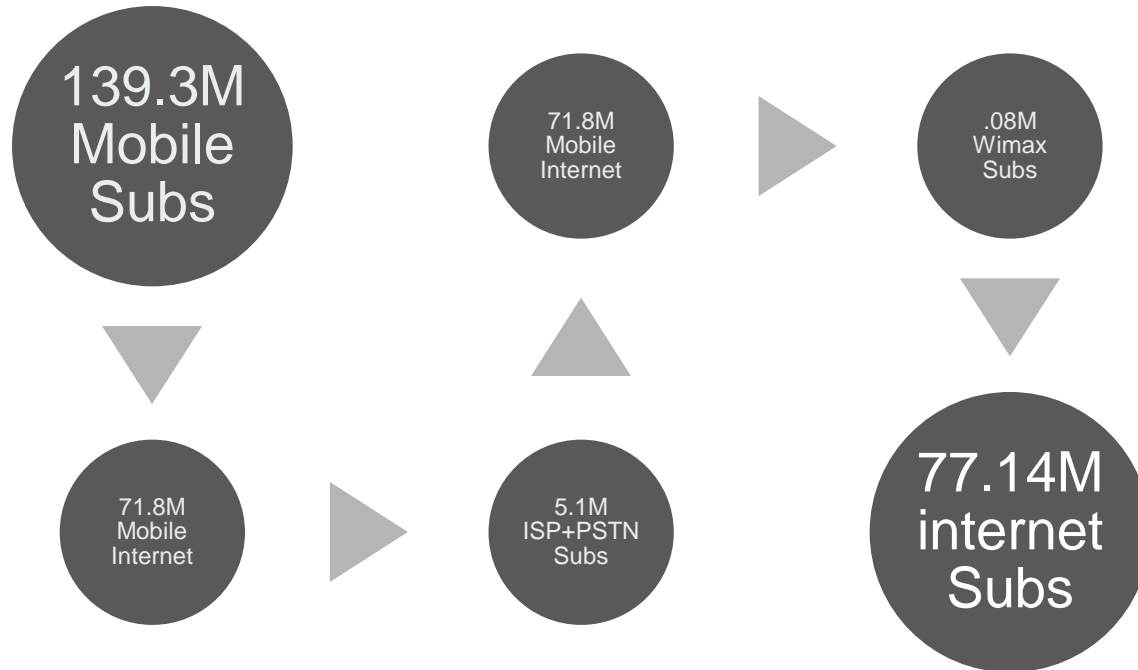 139.3M
Mobile
Subs
71.8M
Mobile
Internet
5.1M
ISP+PSTN
Subs
71.8M
Mobile
Internet
.08M
Wimax
Subs
77.14M
internet
Subs